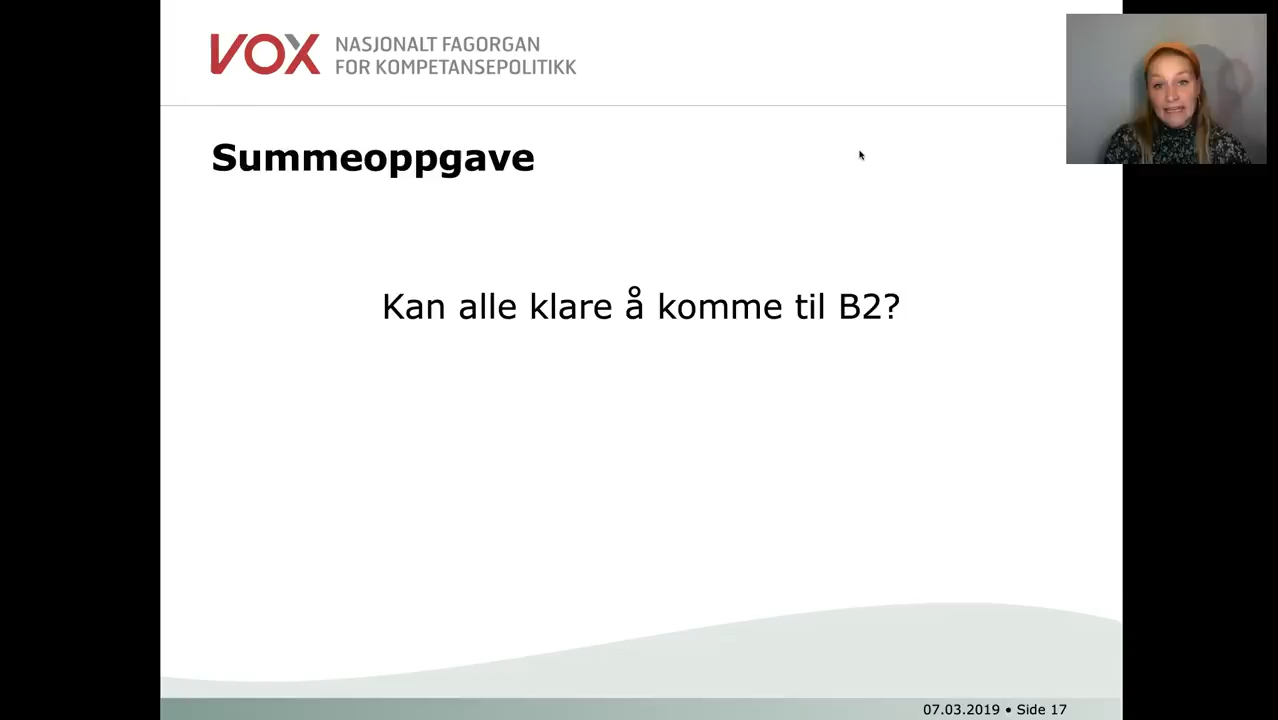 VOX NASJONALT FAGORGAN
FOR KOMPETANSEPOLITIKK
Summeoppgave
Kan alle klare å komme til B2?
07.03.2019 • Side 17